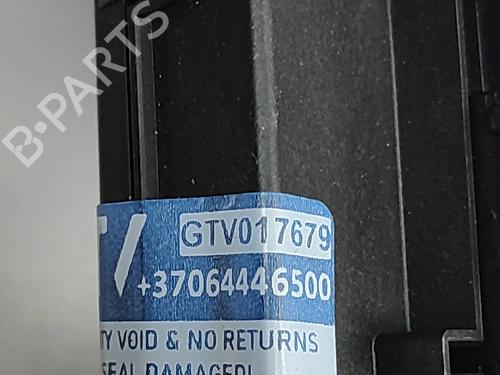 B-PARTS
GTV017679
+37064446500
TY VOID & NO RETURNS
SEAL DAMAGED!